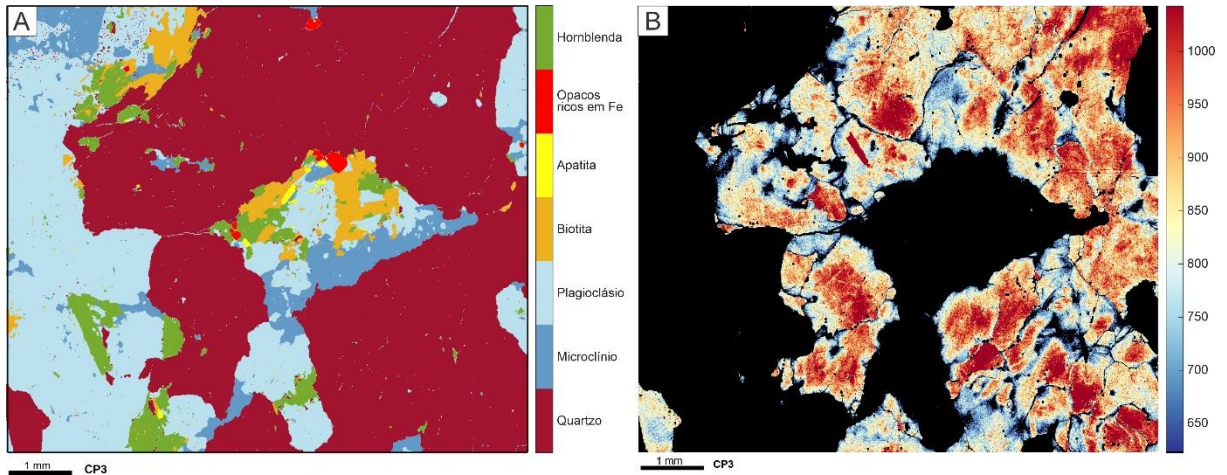 A
Hornblenda
Opacos
ricos em Fe
Apatita
Biotita
Plagioclásio
Microclínio
Quartzo
1 mm CP3
B
1000
950
900
850
800
750
700
650
1 mm CP3